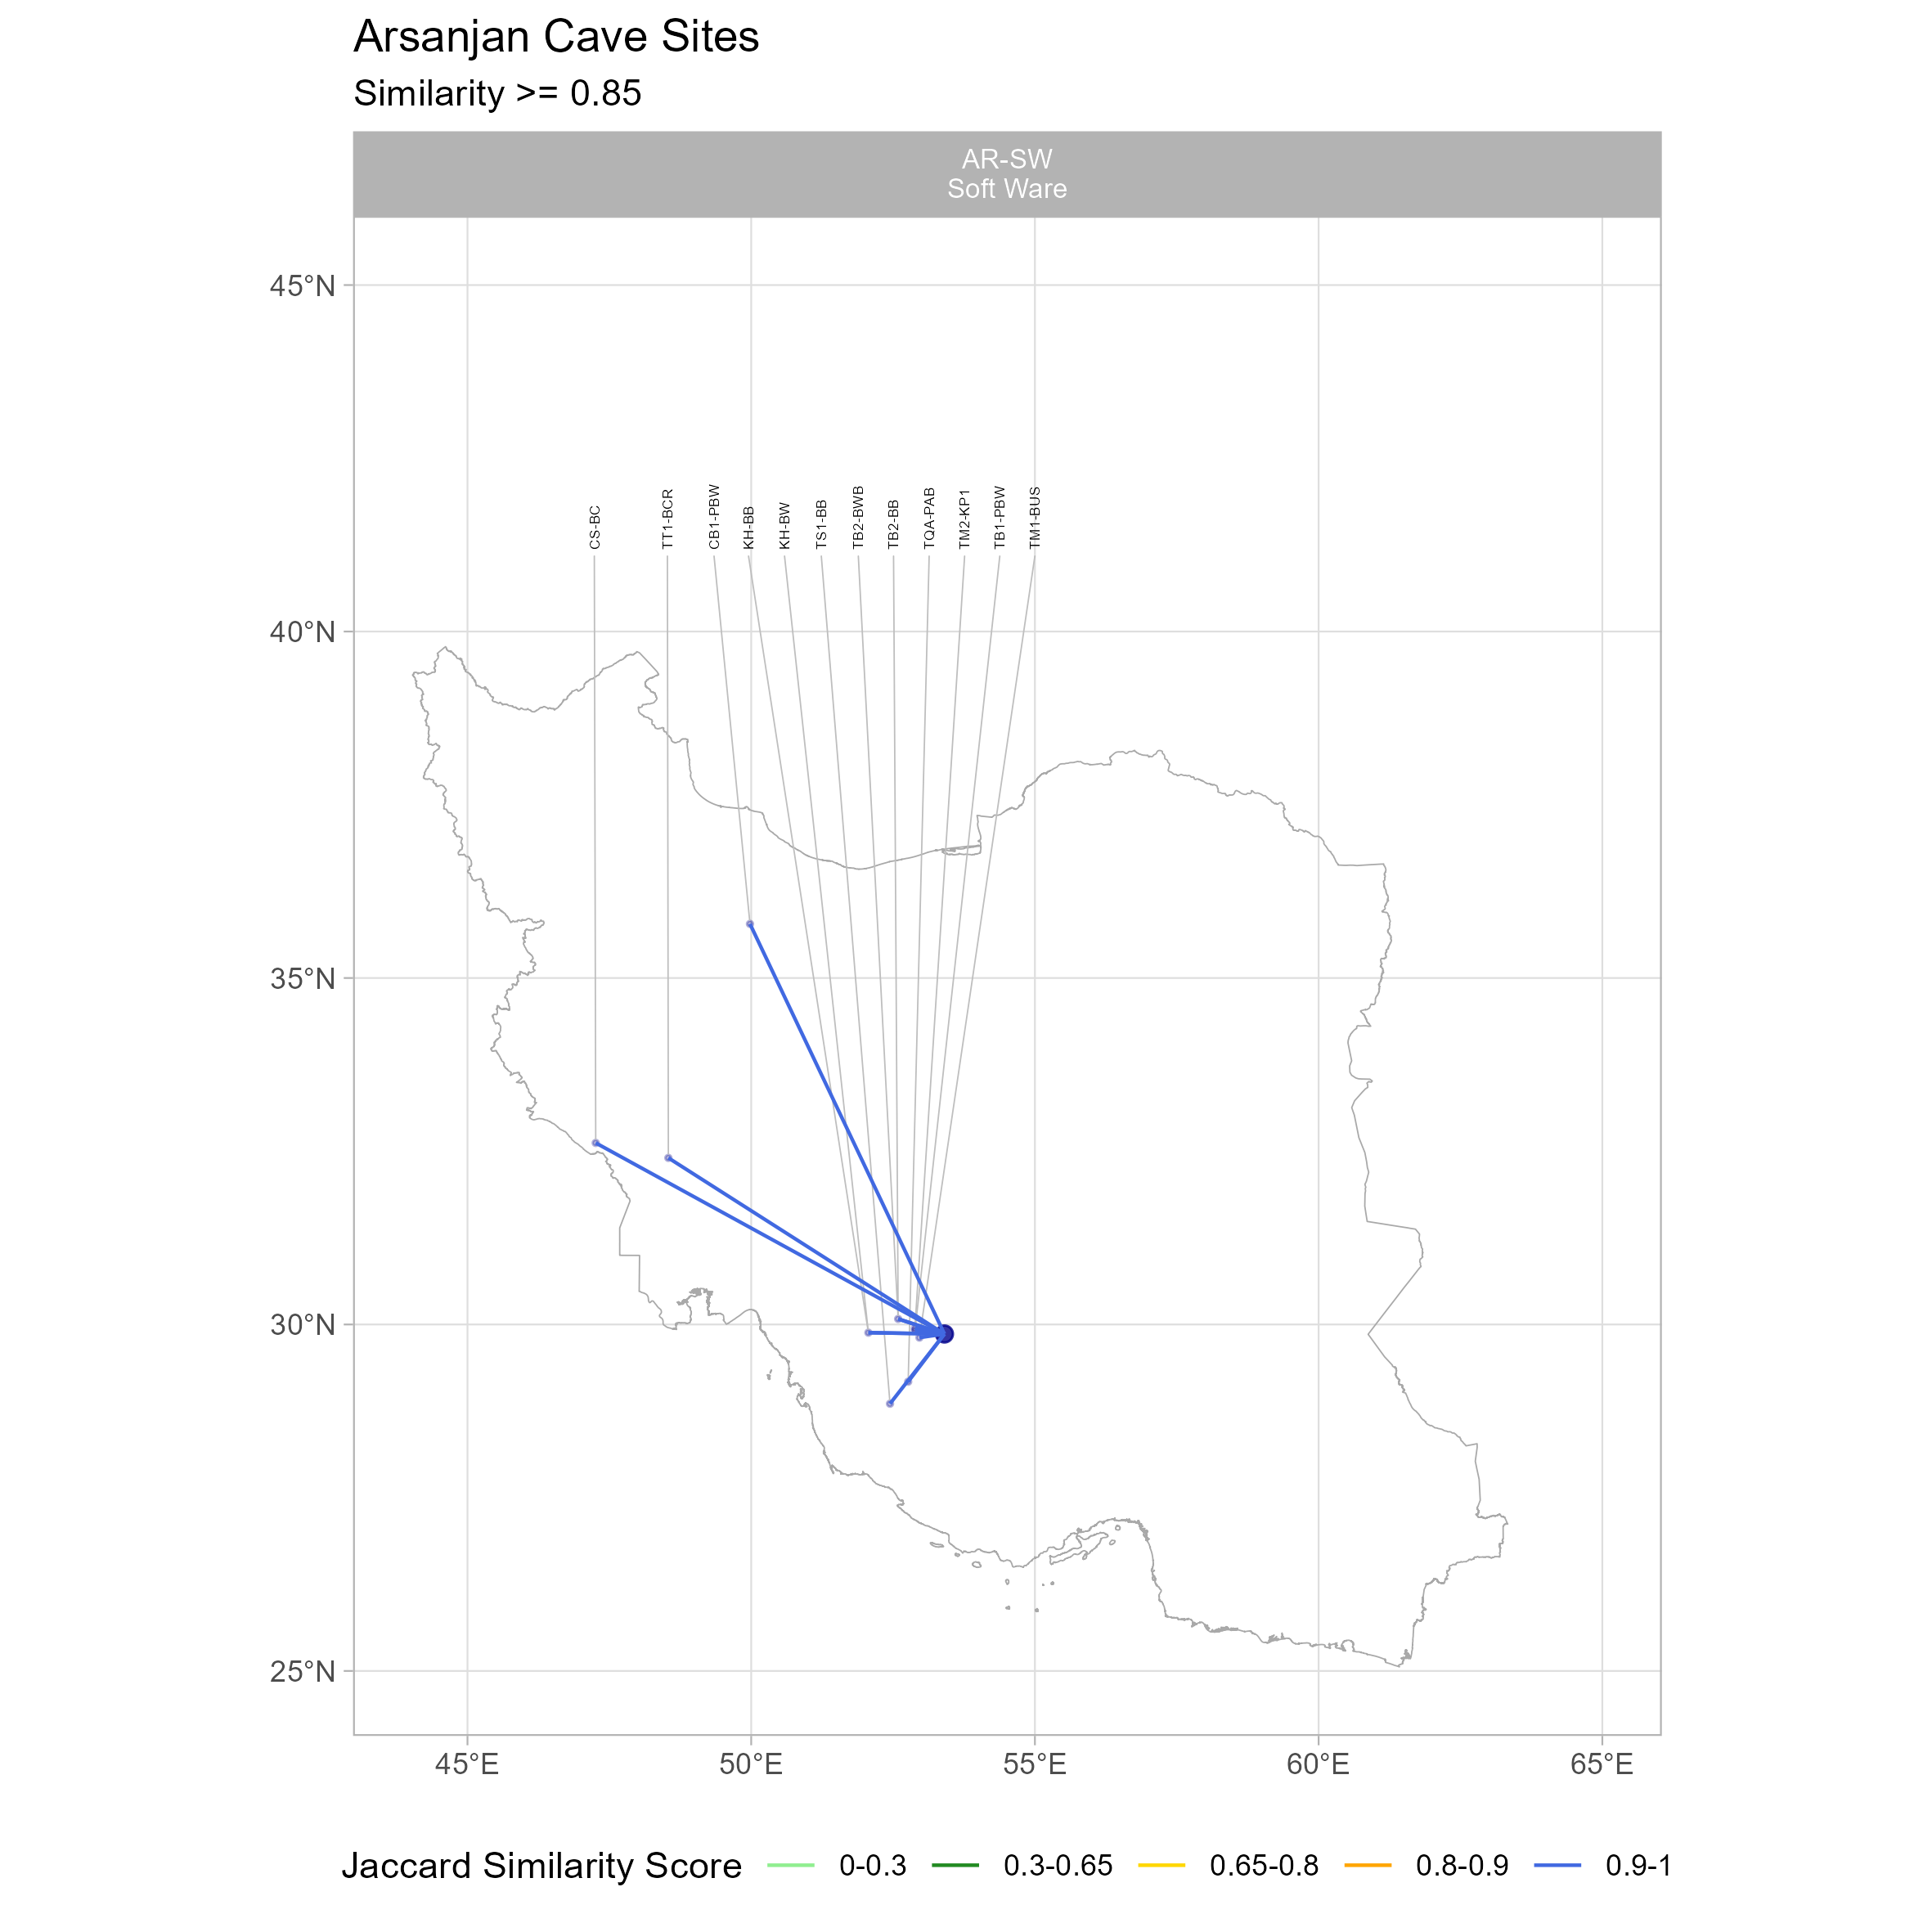 Arsanjan Cave Sites
Similarity >= 0.85
AR-SW
Soft Ware
45°N
40°N
35°N
30°N
25°N
CS-BC
TT1-BCR
CB1-PBW
KH-BB
KH-BW
TS1-BB
TB2-BWB
TB2-BB
TQA-PAB
TM2-KP1
TB1-PBW
TM1-BUS
45°E
50°E
55°E
60°E
65°E
Jaccard Similarity Score
0-0.3
0.3-0.65
0.65-0.8
0.8-0.9
0.9-1